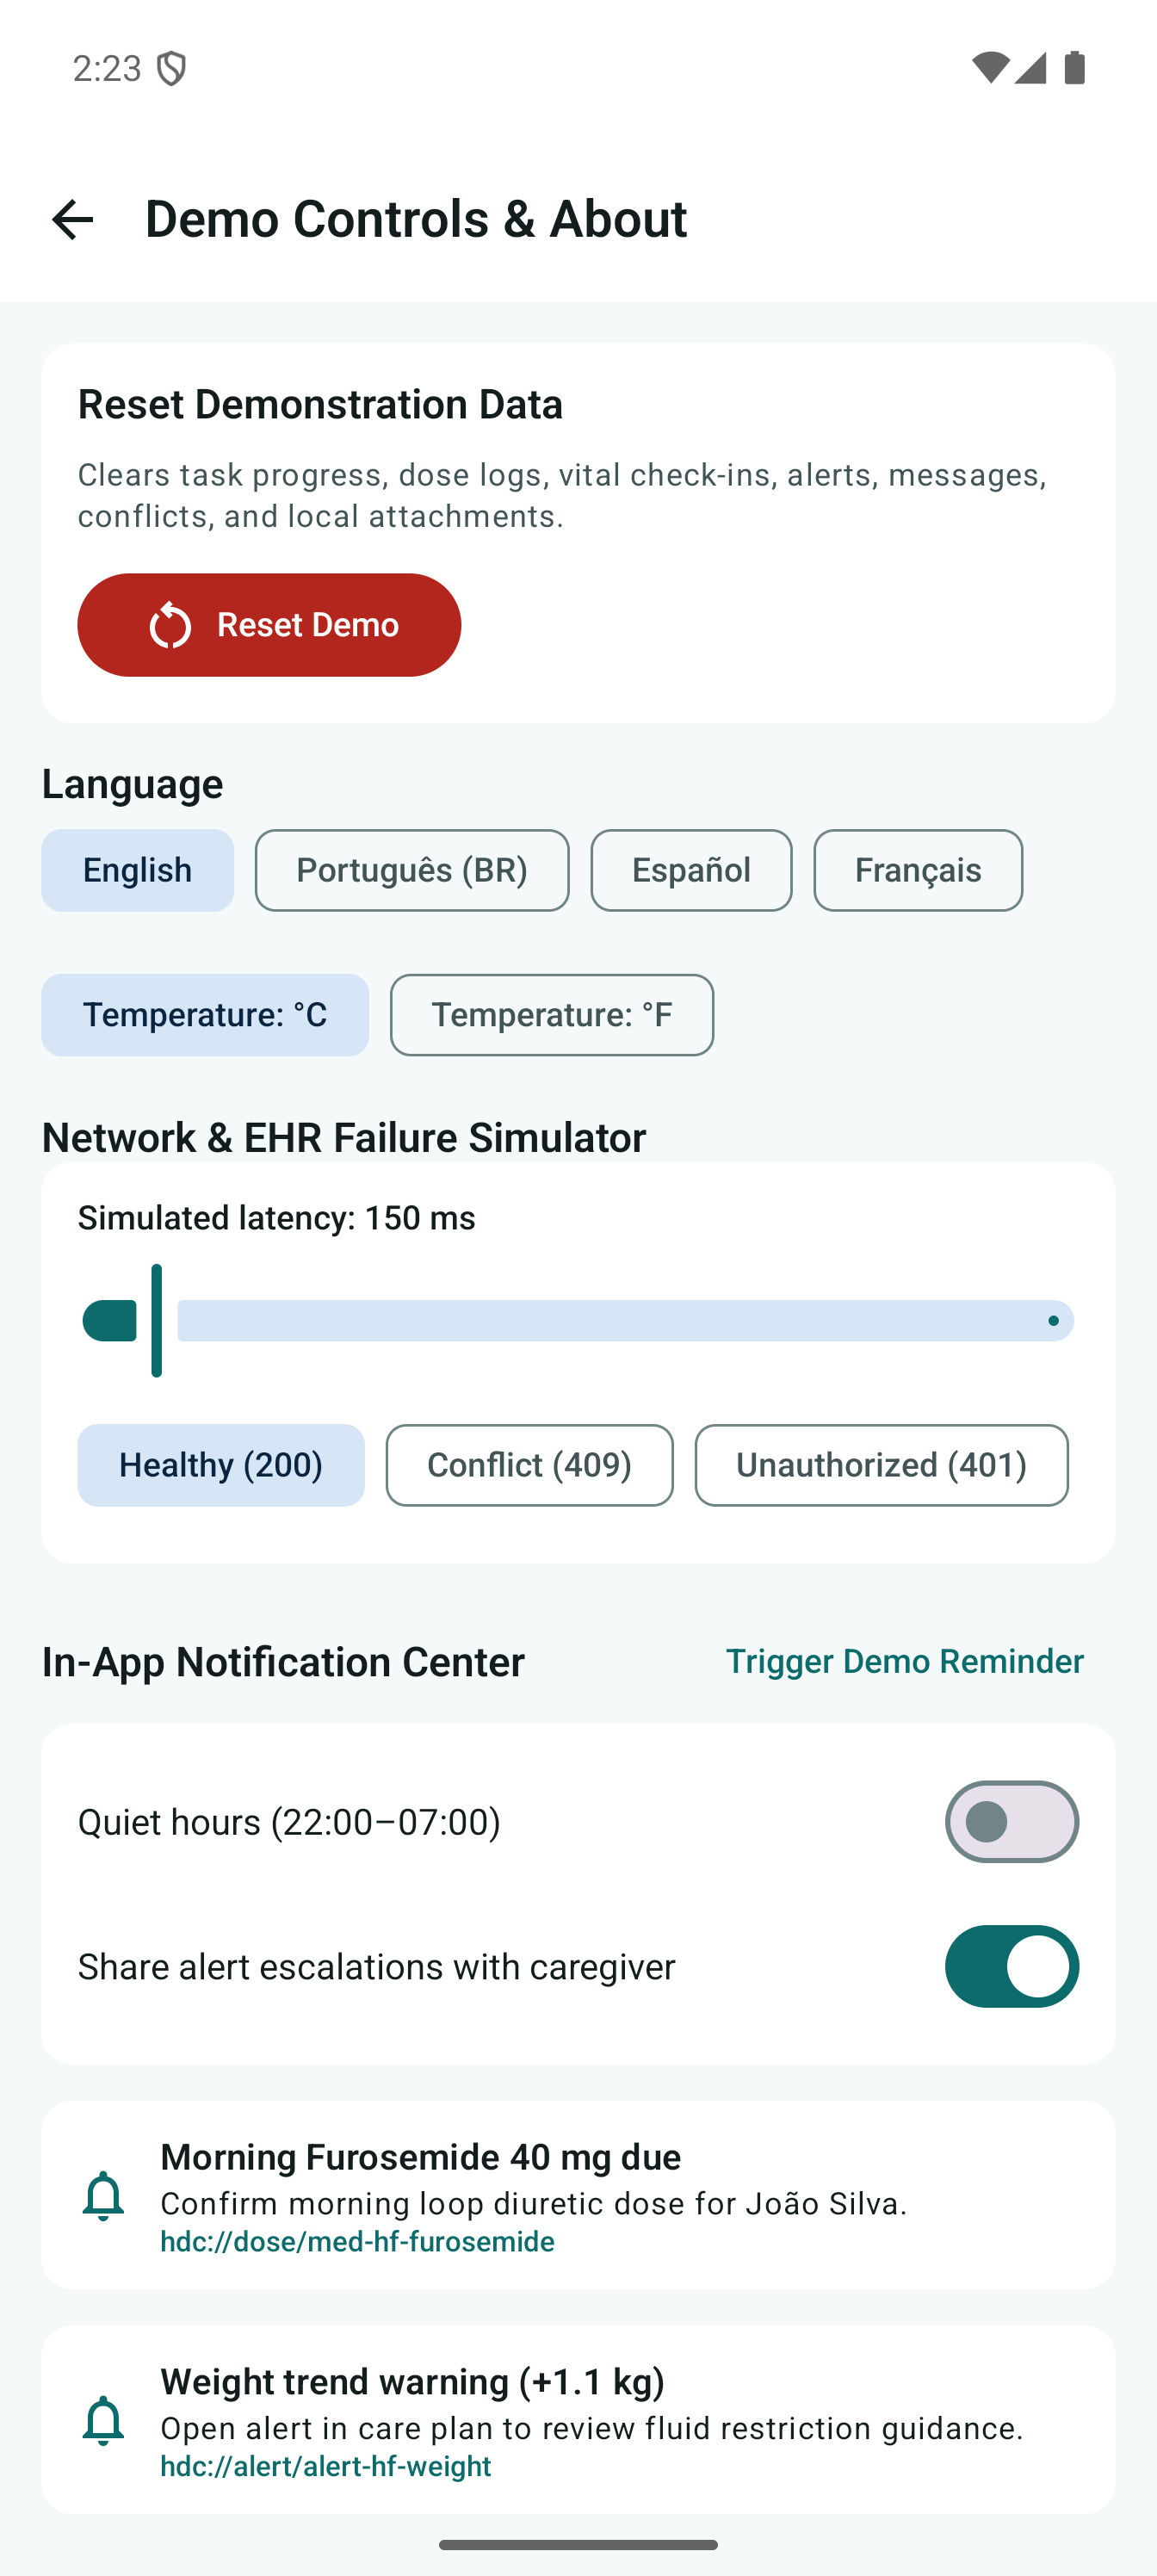 2:23
Demo Controls & About
Reset Demonstration Data
Clears task progress, dose logs, vital check-ins, alerts, messages,
conflicts, and local attachments.
Reset Demo
Language
English Português (BR) Español Français
Temperature: °C Temperature: °F
Network & EHR Failure Simulator
Simulated latency: 150 ms
Healthy (200) Conflict (409) Unauthorized (401)
In-App Notification Center Trigger Demo Reminder
Quiet hours (22:00–07:00)
Share alert escalations with caregiver
Morning Furosemide 40 mg due
Confirm morning loop diuretic dose for João Silva.
hdc://dose/med-hf-furosemide
Weight trend warning (+1.1 kg)
Open alert in care plan to review fluid restriction guidance.
hdc://alert/alert-hf-weight